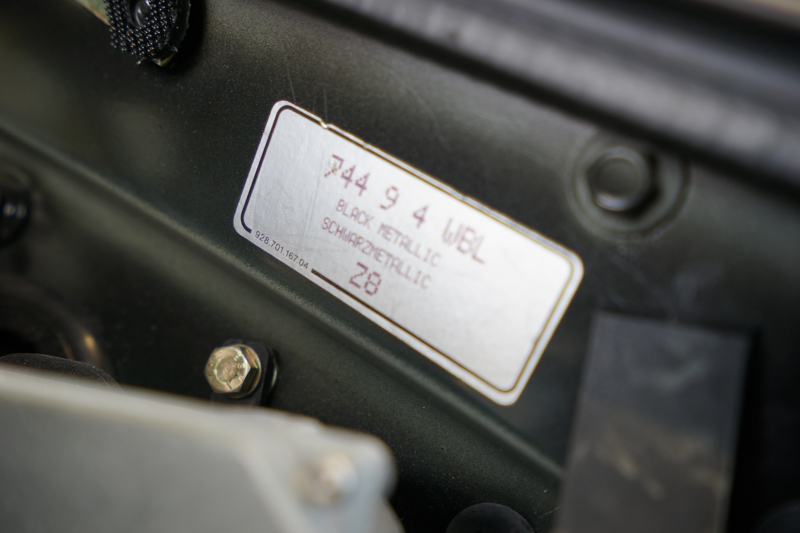 744 9 4 WBL
BLACK METALLIC
SCHWARZMETALLIC
Z8
928.701.167.04